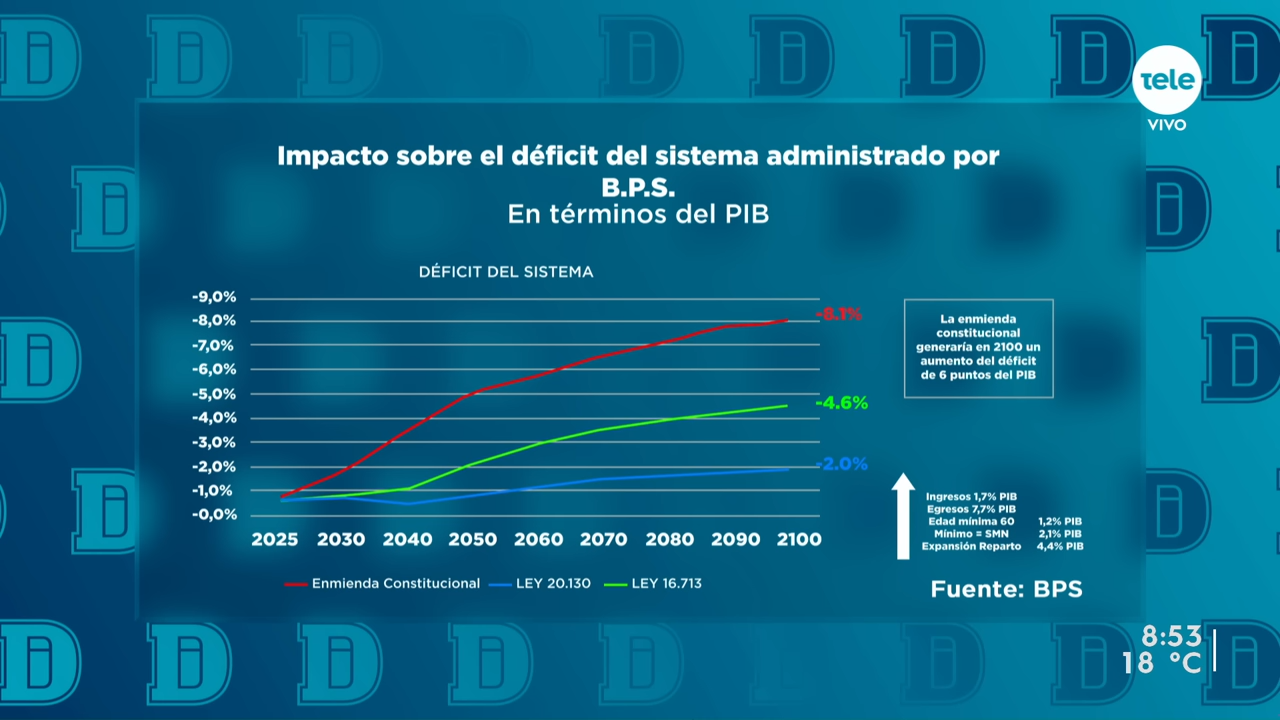 tele
VIVO
Impacto sobre el déficit del sistema administrado por
B.P.S.
En términos del PIB
DÉFICIT DEL SISTEMA
-9,0%
-8,0%
-7,0%
-6,0%
-5,0%
-4,0%
-3,0%
-2,0%
-1,0%
-0,0%
-8.1%
-4.6%
-2.0%
2025 2030 2040 2050 2060 2070 2080 2090 2100
Enmienda Constitucional LEY 20.130 LEY 16.713
La enmienda
constitucional
generaría en 2100 un
aumento del déficit
de 6 puntos del PIB
Ingresos 1,7% PIB
Egresos 7,7% PIB
Edad mínima 60 1,2% PIB
Mínimo = SMN 2,1% PIB
Expansión Reparto 4,4% PIB
Fuente: BPS
8:53
18 °C